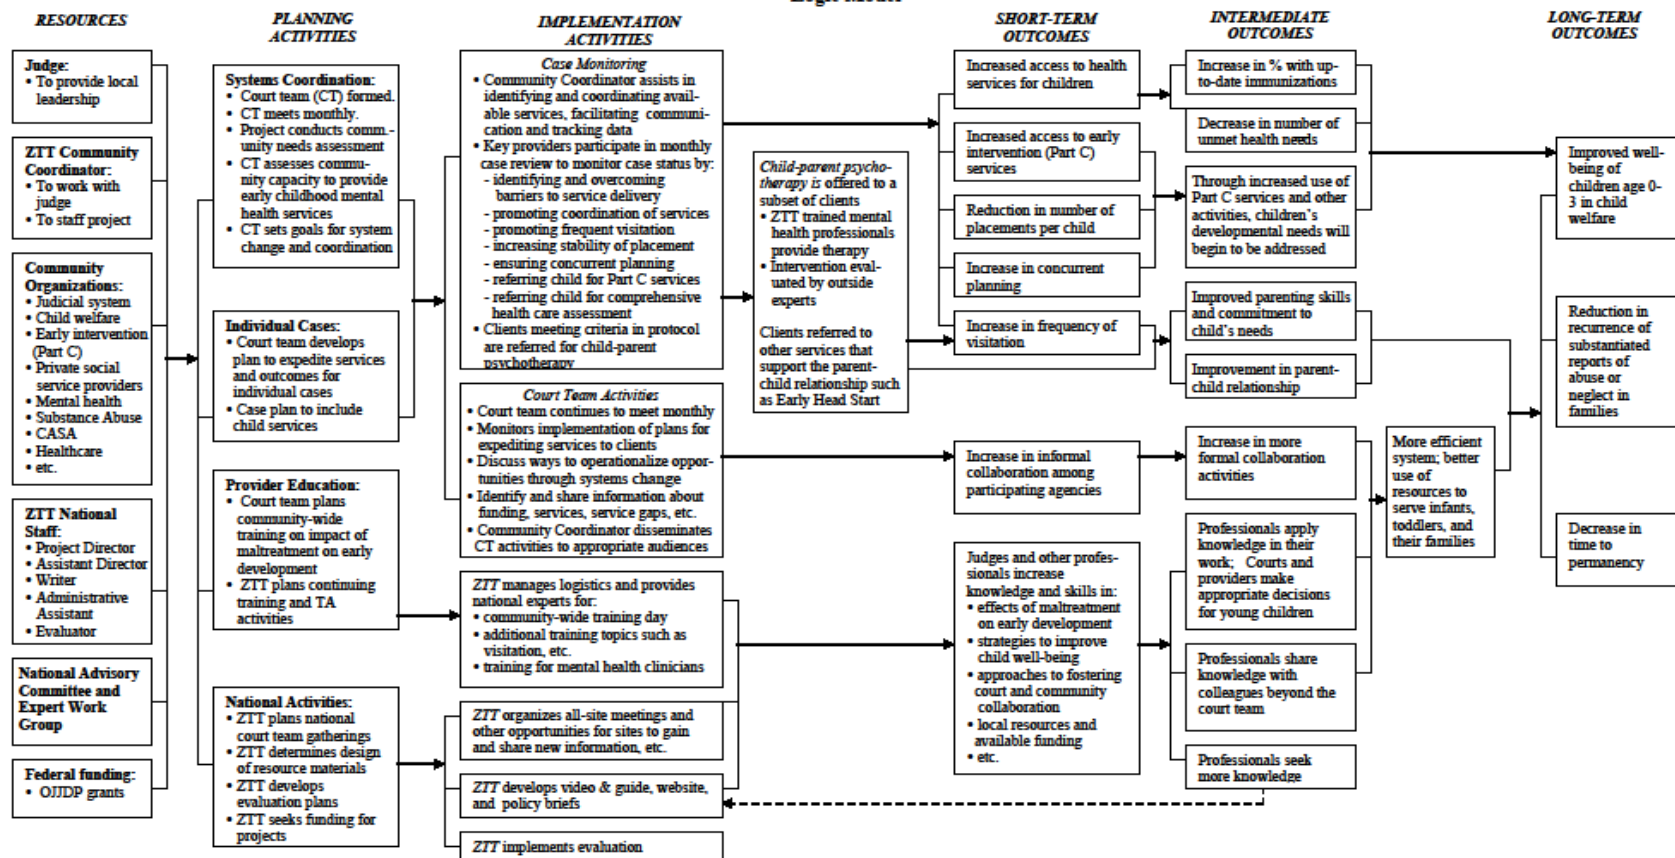 Logic Model
RESOURCES
PLANNING
ACTIVITIES
IMPLEMENTATION
ACTIVITIES
SHORT-TERM
OUTCOMES
INTERMEDIATE
OUTCOMES
LONG-TERM
OUTCOMES
Judge:
• To provide local
leadership
ZTT Community
Coordinator:
• To work with
judge
• To staff project
Community
Organizations:
• Judicial system
• Child welfare
• Early intervention
(Part C)
• Private social
service providers
• Mental health
• Substance Abuse
• CASA
• Healthcare
• etc.
ZTT National
Staff:
• Project Director
• Assistant Director
• Writer
• Administrative
Assistant
• Evaluator
National Advisory
Committee and
Expert Work
Group
Federal funding:
• OJJDP grants
Systems Coordination:
• Court team (CT) formed.
• CT meets monthly.
• Project conducts comm.-
unity needs assessment
• CT assesses commu-
nity capacity to provide
early childhood mental
health services
• CT sets goals for system
change and coordination
Individual Cases:
• Court team develops
plan to expedite services
and outcomes for
individual cases
• Case plan to include
child services
Provider Education:
• Court team plans
community-wide
training on impact of
maltreatment on early
development
• ZTT plans continuing
training and TA
activities
National Activities:
• ZTT plans national
court team gatherings
• ZTT determines design
of resource materials
• ZTT develops
evaluation plans
• ZTT seeks funding for
projects
Case Monitoring
• Community Coordinator assists in
identifying and coordinating avail-
able services, facilitating communi-
cation and tracking data
• Key providers participate in monthly
case review to monitor case status by:
- identifying and overcoming
barriers to service delivery
- promoting coordination of services
- promoting frequent visitation
- increasing stability of placement
- ensuring concurrent planning
- referring child for Part C services
- referring child for comprehensive
health care assessment
• Clients meeting criteria in protocol
are referred for child-parent
psychotherapy
Court Team Activities
• Court team continues to meet monthly
• Monitors implementation of plans for
expediting services to clients
• Discuss ways to operationalize oppor-
tunities through systems change
• Identify and share information about
funding, services, service gaps, etc.
• Community Coordinator disseminates
CT activities to appropriate audiences
ZTT manages logistics and provides
national experts for:
• community-wide training day
• additional training topics such as
visitation, etc.
• training for mental health clinicians
ZTT organizes all-site meetings and
other opportunities for sites to gain
and share new information, etc.
ZTT develops video & guide, website,
and policy briefs
ZTT implements evaluation
Child-parent psycho-
therapy is offered to a
subset of clients
• ZTT trained mental
health professionals
provide therapy
• Intervention eval-
uated by outside
experts
Clients referred to
other services that
support the parent-
child relationship such
as Early Head Start
Increased access to health
services for children
Increased access to early
intervention (Part C)
services
Reduction in number of
placements per child
Increase in concurrent
planning
Increase in frequency of
visitation
Increase in informal
collaboration among
participating agencies
Judges and other profes-
sionals increase
knowledge and skills in:
• effects of maltreatment
on early development
• strategies to improve
child well-being
• approaches to fostering
court and community
collaboration
• local resources and
available funding
• etc.
Increase in % with up-
to-date immunizations
Decrease in number of
unmet health needs
Through increased use of
Part C services and other
activities, children's
developmental needs will
begin to be addressed
Improved parenting skills
and commitment to
child's needs
Improvement in parent-
child relationship
Increase in more
formal collaboration
activities
Professionals apply
knowledge in their
work; Courts and
providers make
appropriate decisions
for young children
Professionals share
knowledge with
colleagues beyond the
court team
Professionals seek
more knowledge
More efficient
system; better
use of
resources to
serve infants,
toddlers, and
their families
Improved well-
being of
children age 0-
3 in child
welfare
Reduction in
recurrence of
substantiated
reports of
abuse or
neglect in
families
Decrease in
time to
permanency